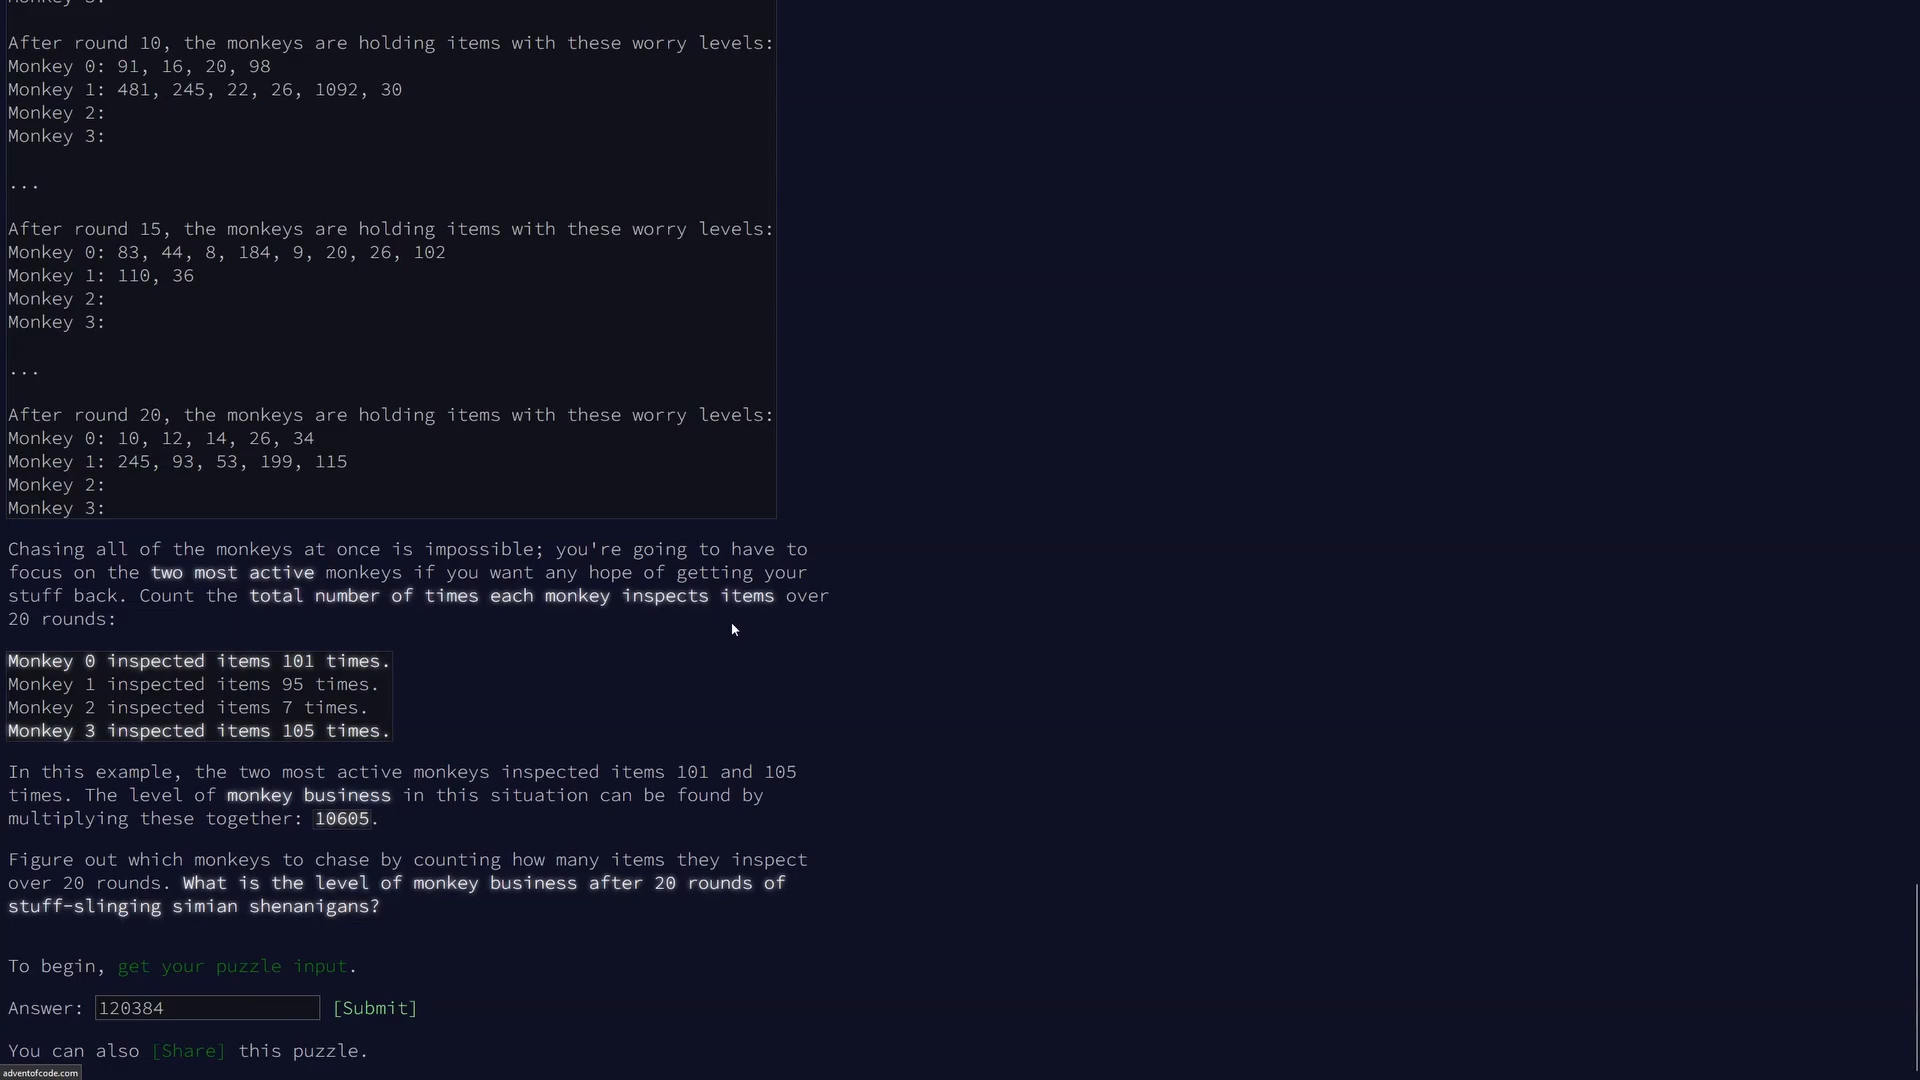 After round 10, the monkeys are holding items with these worry levels:
Monkey 0: 91, 16, 20, 98
Monkey 1: 481, 245, 22, 26, 1092, 30
Monkey 2:
Monkey 3:
...
After round 15, the monkeys are holding items with these worry levels:
Monkey 0: 83, 44, 8, 184, 9, 20, 26, 102
Monkey 1: 110, 36
Monkey 2:
Monkey 3:
...
After round 20, the monkeys are holding items with these worry levels:
Monkey 0: 10, 12, 14, 26, 34
Monkey 1: 245, 93, 53, 199, 115
Monkey 2:
Monkey 3:
Chasing all of the monkeys at once is impossible; you're going to have to
focus on the two most active monkeys if you want any hope of getting your
stuff back. Count the total number of times each monkey inspects items over
20 rounds:
Monkey 0 inspected items 101 times.
Monkey 1 inspected items 95 times.
Monkey 2 inspected items 7 times.
Monkey 3 inspected items 105 times.
In this example, the two most active monkeys inspected items 101 and 105
times. The level of monkey business in this situation can be found by
multiplying these together: 10605.
Figure out which monkeys to chase by counting how many items they inspect
over 20 rounds. What is the level of monkey business after 20 rounds of
stuff-slinging simian shenanigans?
To begin, get your puzzle input.
Answer: 120384 [Submit]
You can also [Share] this puzzle.
adventofcode.com